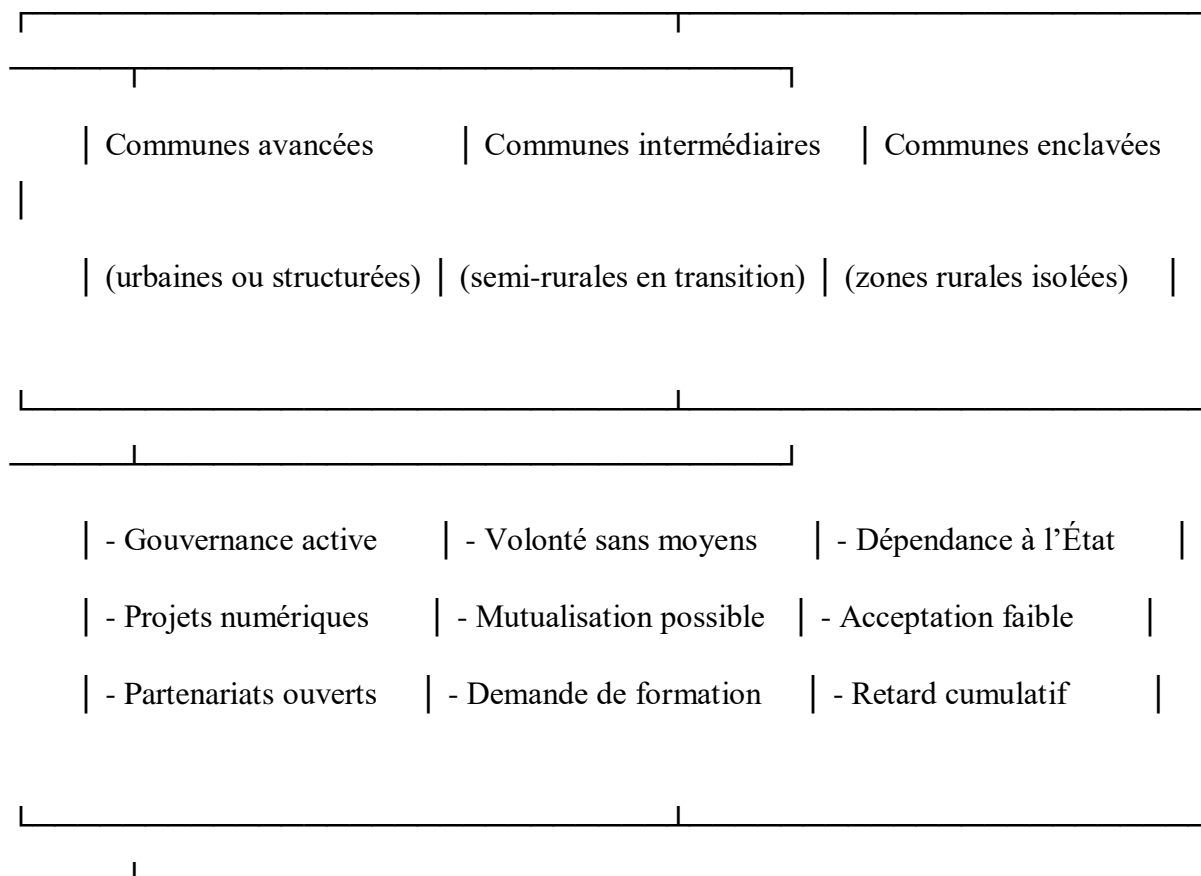 │ Communes avancées │ Communes intermédiaires │ Communes enclavées
│
│ (urbaines ou structurées) │ (semi-rurales en transition) │ (zones rurales isolées) │
│ - Gouvernance active │ - Volonté sans moyens │ - Dépendance à l’État │
│ - Projets numériques │ - Mutualisation possible │ - Acceptation faible │
│ - Partenariats ouverts │ - Demande de formation │ - Retard cumulatif │